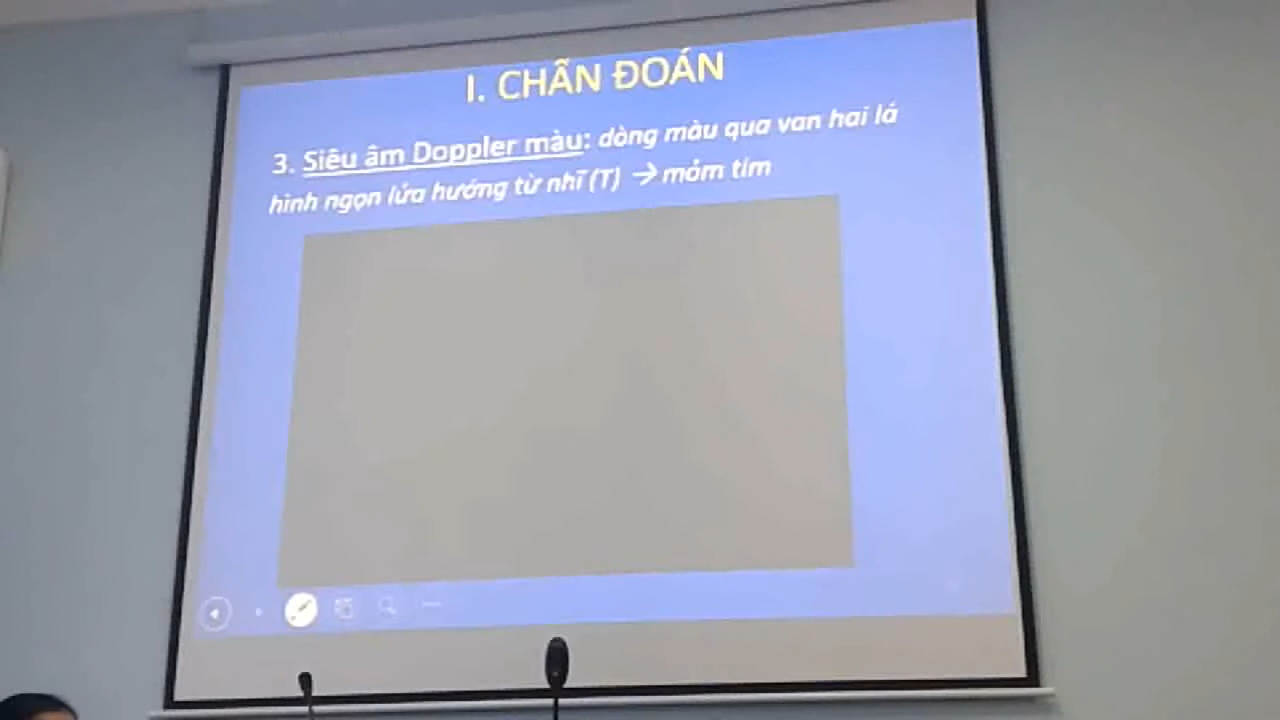 I. CHẨN ĐOÁN
3. Siêu âm Doppler màu: dòng màu qua van hai lá
hình ngọn lửa hướng từ nhĩ (T) → mỏm tim